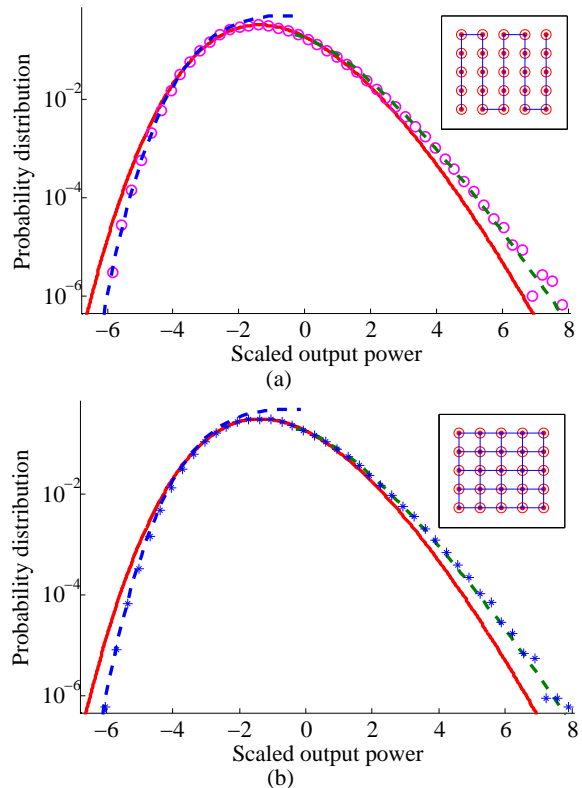 Probability distribution
10⁻²
10⁻⁴
10⁻⁶
−6 −4 −2 0 2 4 6 8
Scaled output power
(a)
Probability distribution
10⁻²
10⁻⁴
10⁻⁶
−6 −4 −2 0 2 4 6 8
Scaled output power
(b)